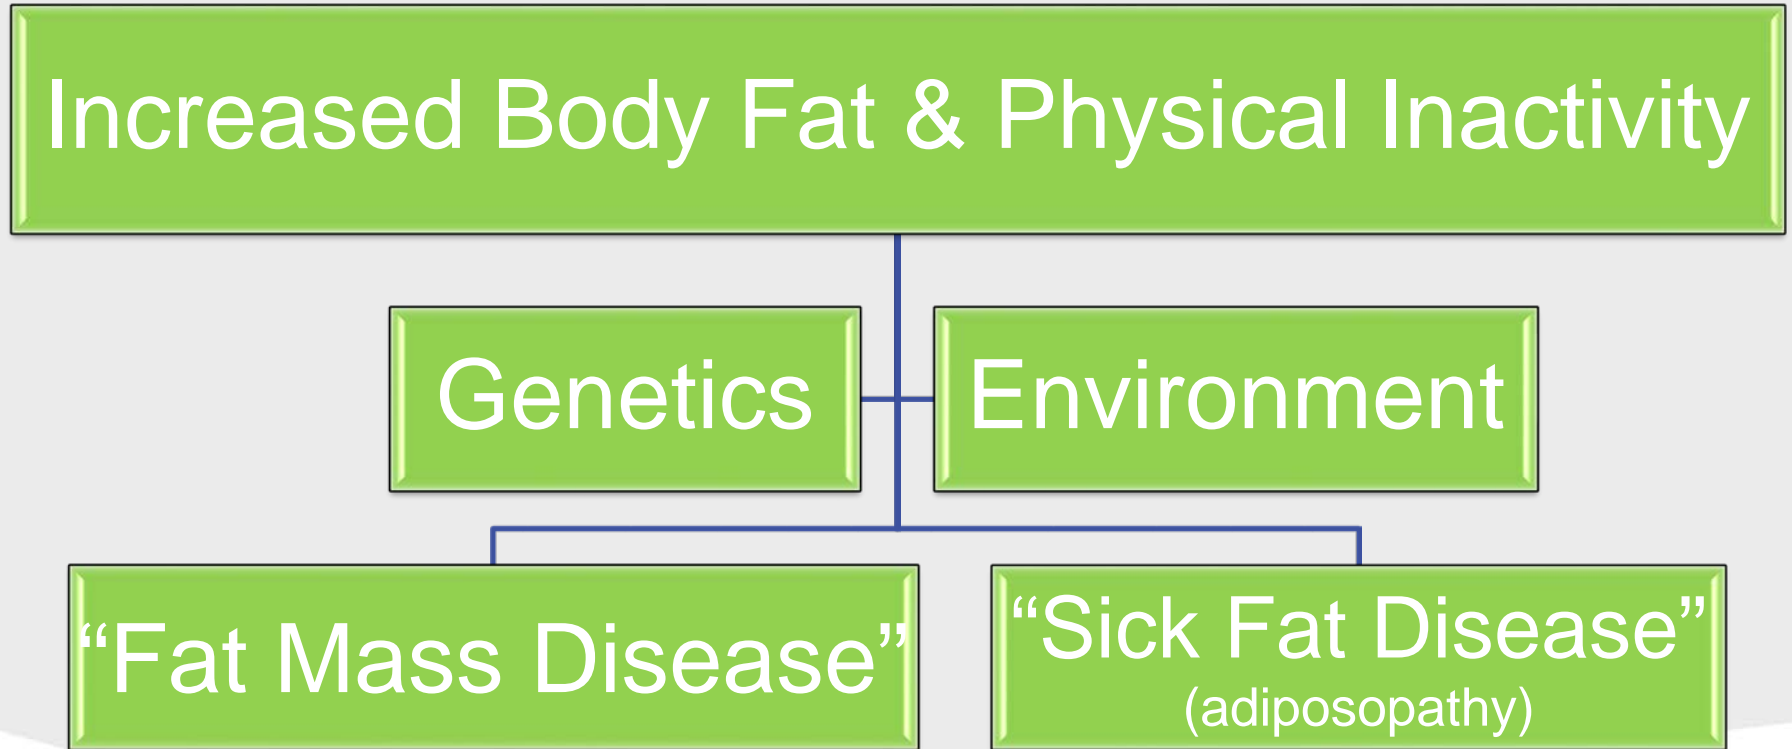 Increased Body Fat & Physical Inactivity
Genetics
Environment
“Fat Mass Disease”
“Sick Fat Disease”
(adiposopathy)